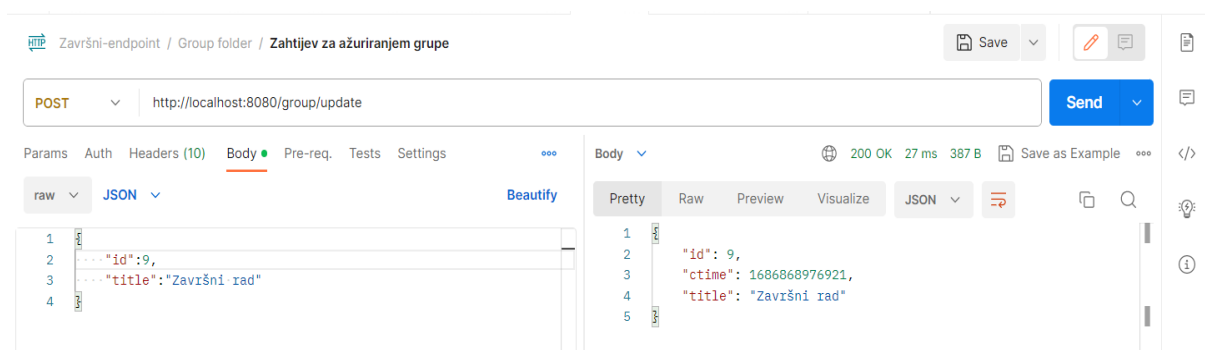 HTTP Završni-endpoint / Group folder / Zahtijev za ažuriranjem grupe
Save
POST http://localhost:8080/group/update
Send
Params Auth Headers (10) Body Pre-req. Tests Settings
raw JSON
Beautify
1 {
2 "id":9,
3 "title":"Završni rad"
4 }
Body 200 OK 27 ms 387 B Save as Example
Pretty Raw Preview Visualize JSON
1 {
2 "id": 9,
3 "ctime": 1686868976921,
4 "title": "Završni rad"
5 }